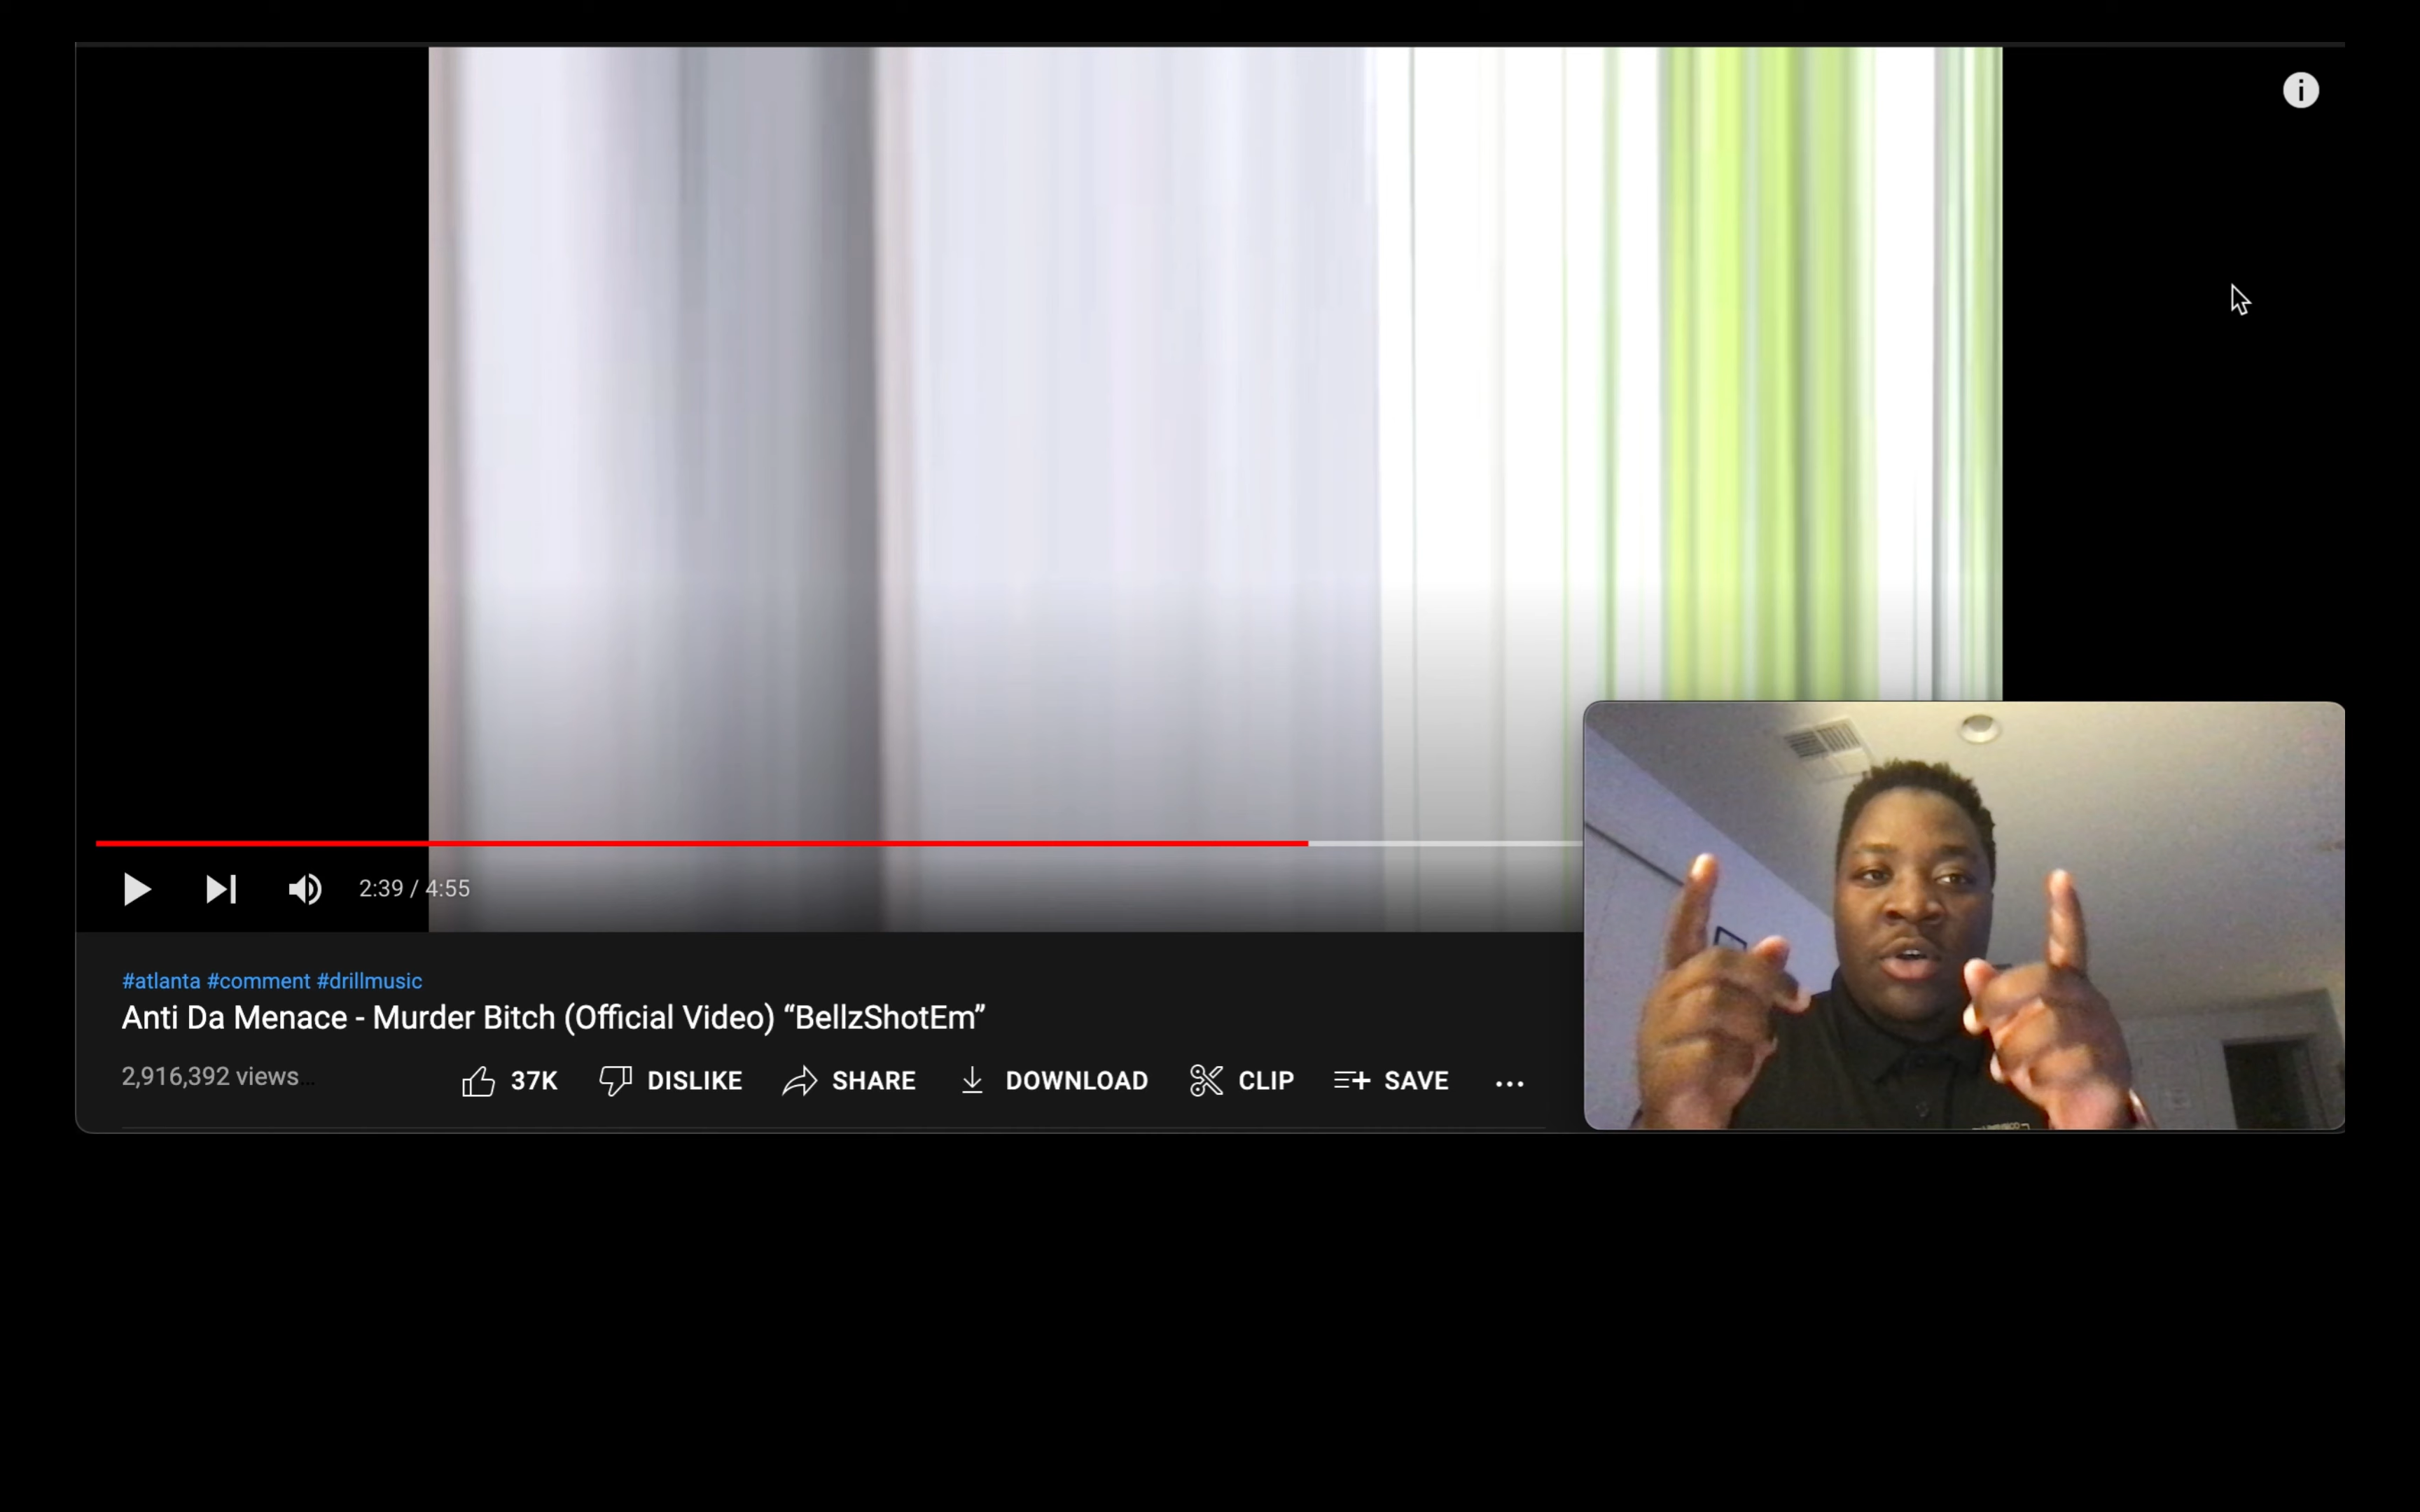 2:39 / 4:55
#atlanta #comment #drillmusic
Anti Da Menace - Murder Bitch (Official Video) “BellzShotEm”
2,916,392 views...
37K DISLIKE SHARE DOWNLOAD CLIP SAVE